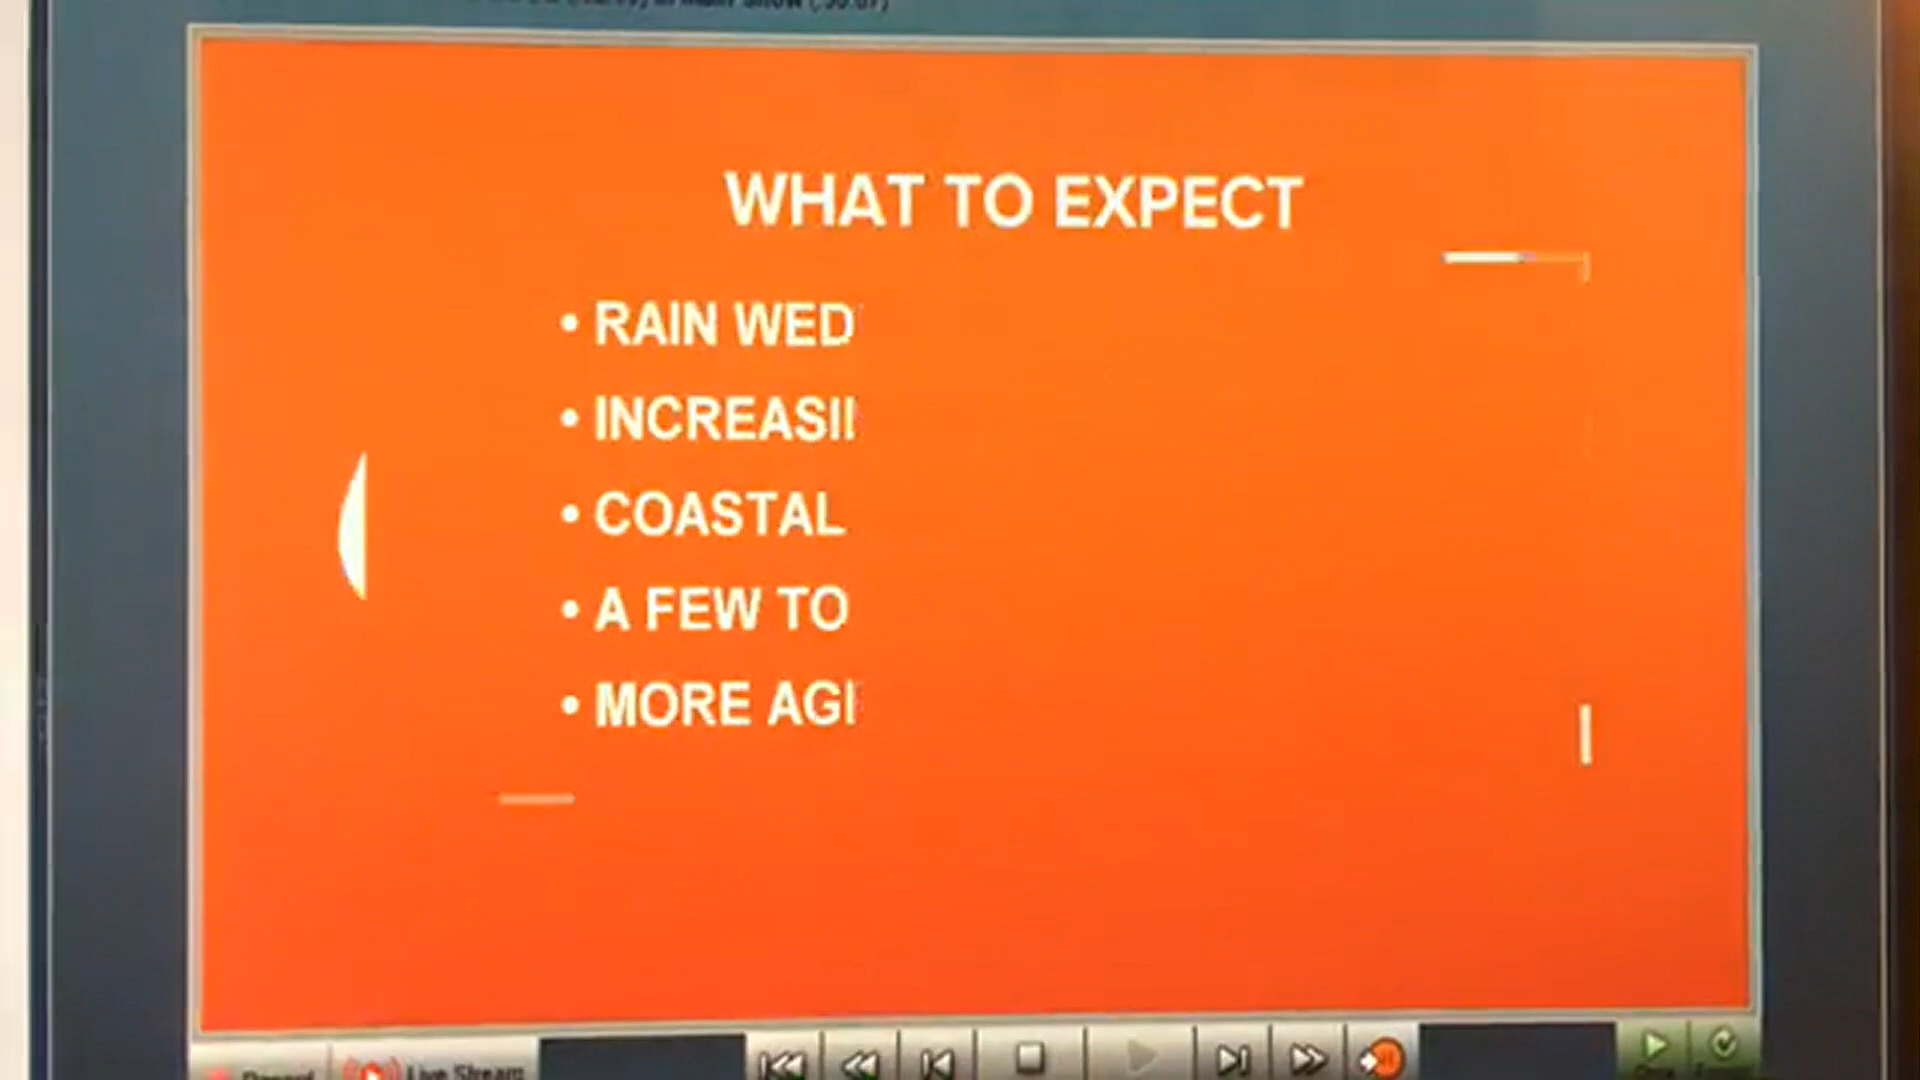 WHAT TO EXPECT
• RAIN WED
• INCREASI
• COASTAL
• A FEW TO
• MORE AG
Live Stream